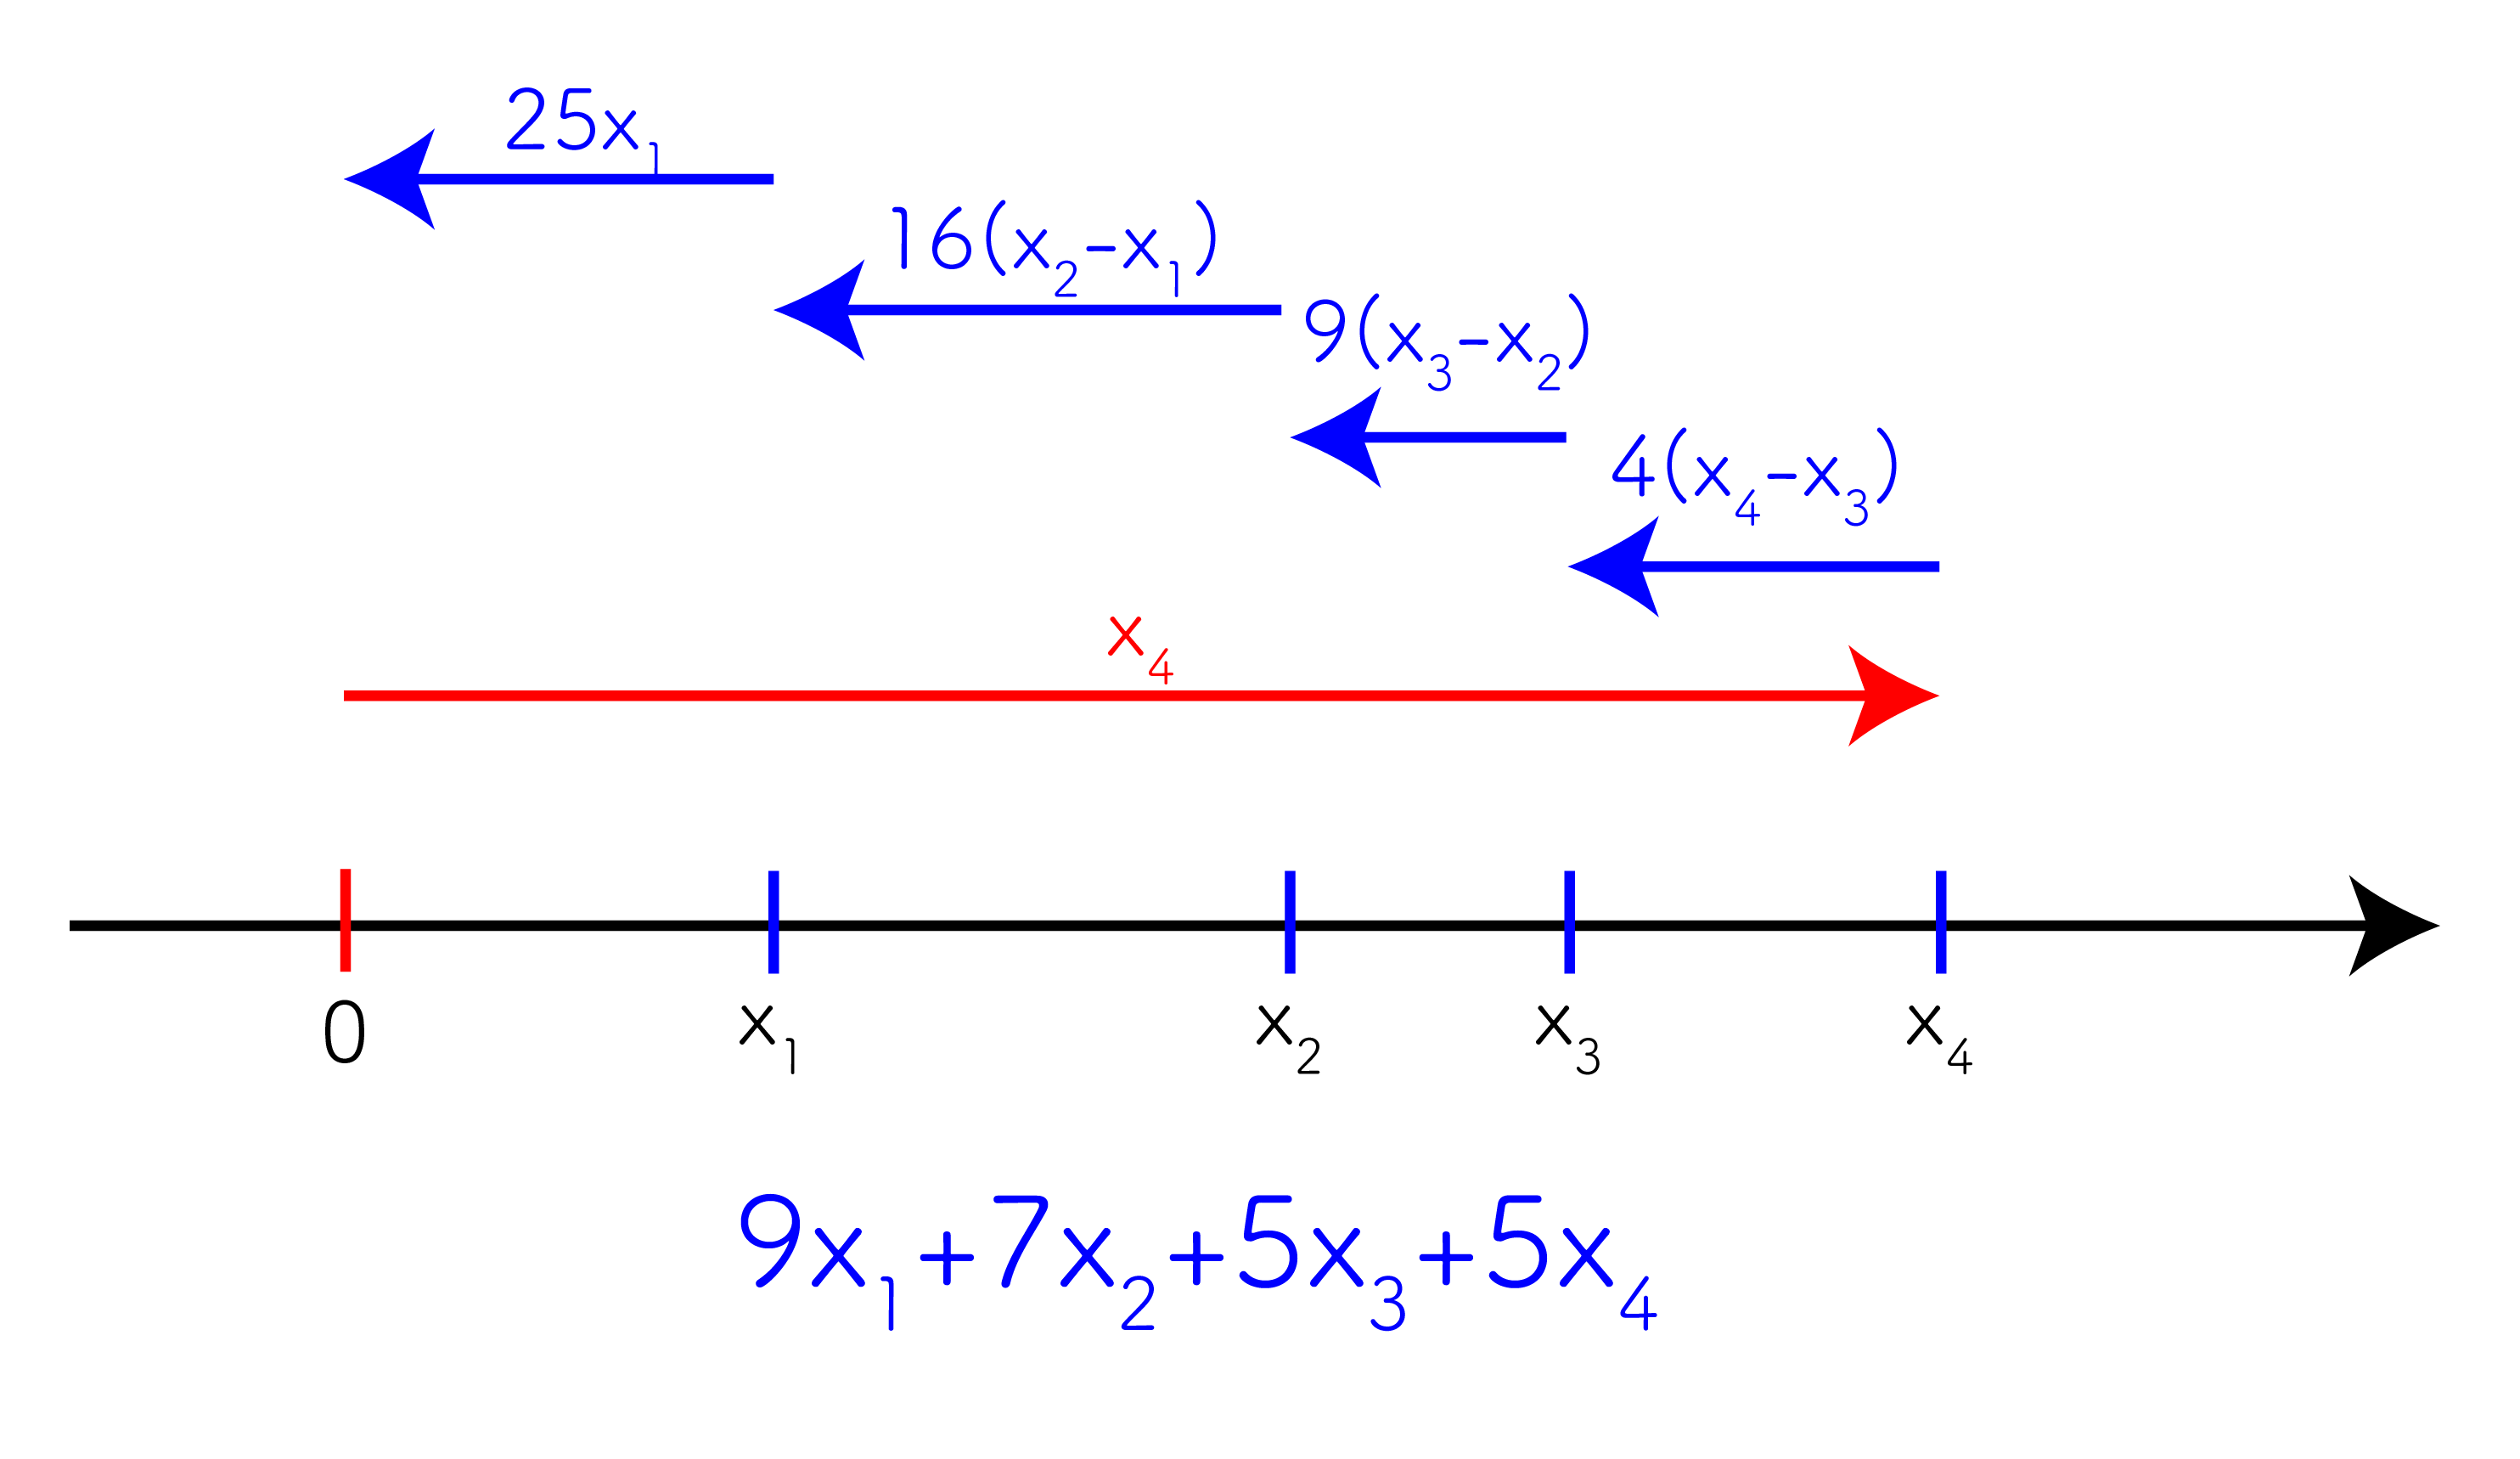 25x₁
16(x₂-x₁)
9(x₃-x₂)
4(x₄-x₃)
x₄
0 x₁ x₂ x₃ x₄
9x₁+7x₂+5x₃+5x₄